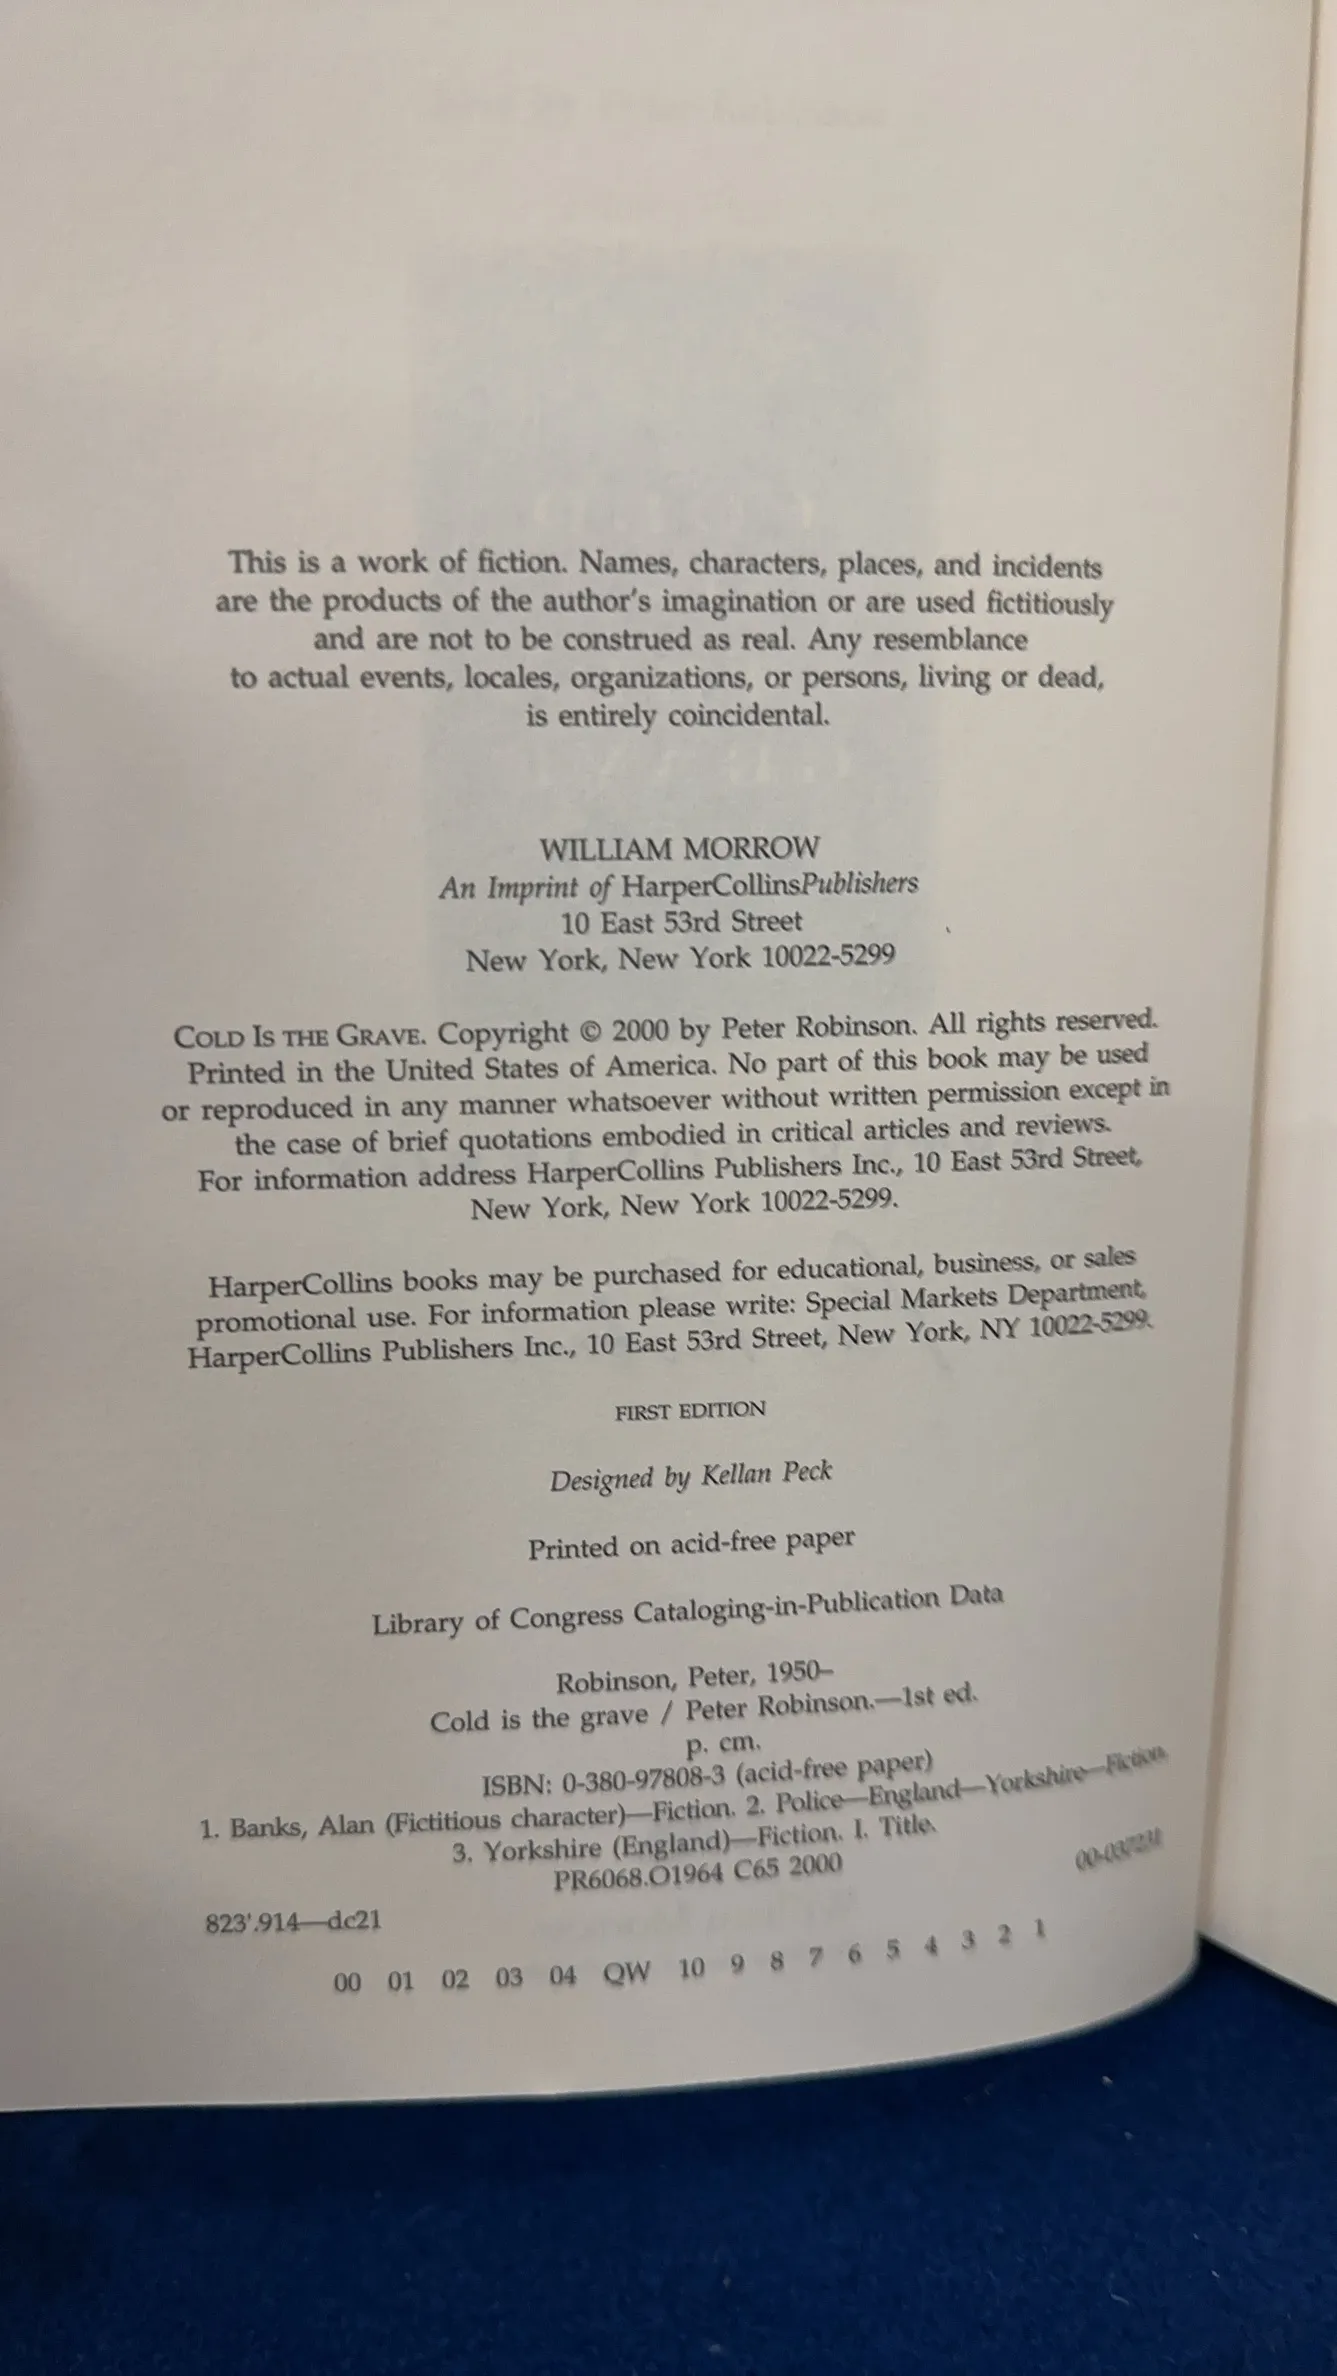 This is a work of fiction. Names, characters, places, and incidents
are the products of the author's imagination or are used fictitiously
and are not to be construed as real. Any resemblance
to actual events, locales, organizations, or persons, living or dead,
is entirely coincidental.
WILLIAM MORROW
An Imprint of HarperCollinsPublishers
10 East 53rd Street
New York, New York 10022-5299
COLD IS THE GRAVE. Copyright © 2000 by Peter Robinson. All rights reserved.
Printed in the United States of America. No part of this book may be used
or reproduced in any manner whatsoever without written permission except in
the case of brief quotations embodied in critical articles and reviews.
For information address HarperCollins Publishers Inc., 10 East 53rd Street,
New York, New York 10022-5299.
HarperCollins books may be purchased for educational, business, or sales
promotional use. For information please write: Special Markets Department,
HarperCollins Publishers Inc., 10 East 53rd Street, New York, NY 10022-5299.
FIRST EDITION
Designed by Kellan Peck
Printed on acid-free paper
Library of Congress Cataloging-in-Publication Data
Robinson, Peter, 1950–
Cold is the grave / Peter Robinson.—1st ed.
p. cm.
ISBN: 0-380-97808-3 (acid-free paper)
1. Banks, Alan (Fictitious character)—Fiction. 2. Police—England—Yorkshire—Fiction.
3. Yorkshire (England)—Fiction. I. Title.
PR6068.O1964 C65 2000
823'.914—dc21
00 01 02 03 04 QW 10 9 8 7 6 5 4 3 2 1